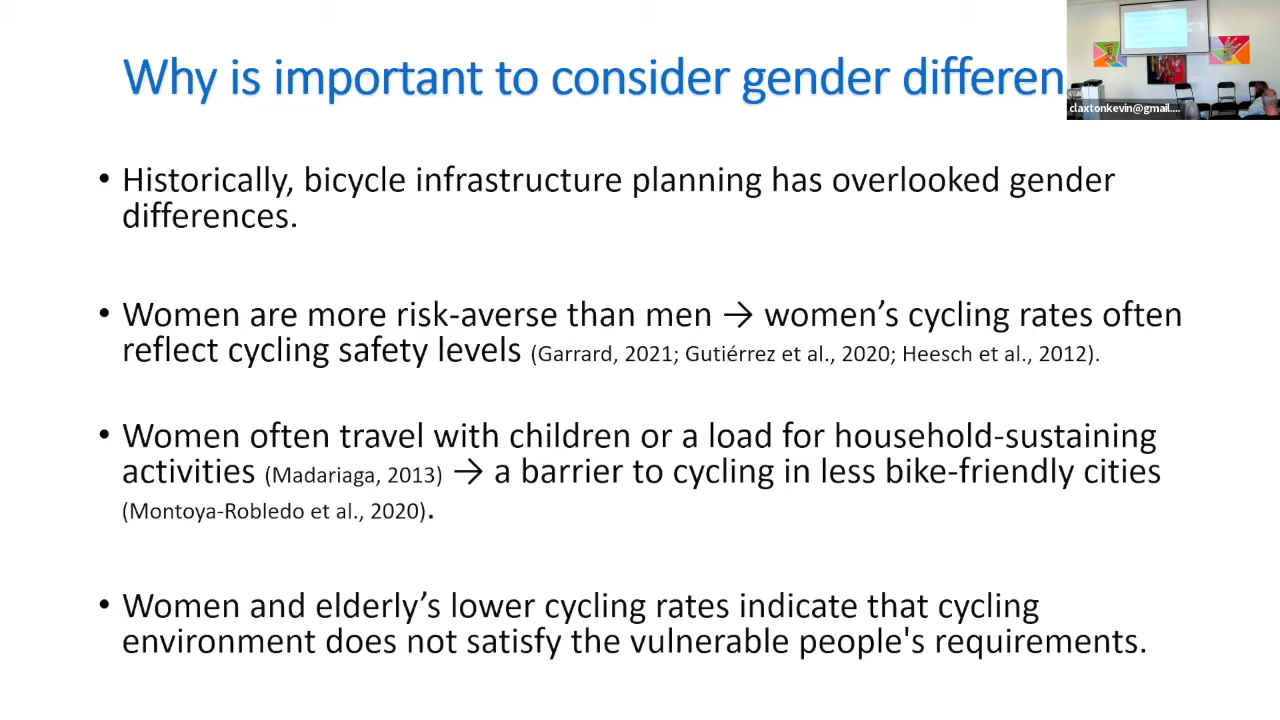 Why is important to consider gender differen
claxtonkevin@gmail....
• Historically, bicycle infrastructure planning has overlooked gender
differences.
• Women are more risk-averse than men → women’s cycling rates often
reflect cycling safety levels (Garrard, 2021; Gutiérrez et al., 2020; Heesch et al., 2012).
• Women often travel with children or a load for household-sustaining
activities (Madariaga, 2013) → a barrier to cycling in less bike-friendly cities
(Montoya-Robledo et al., 2020).
• Women and elderly’s lower cycling rates indicate that cycling
environment does not satisfy the vulnerable people's requirements.